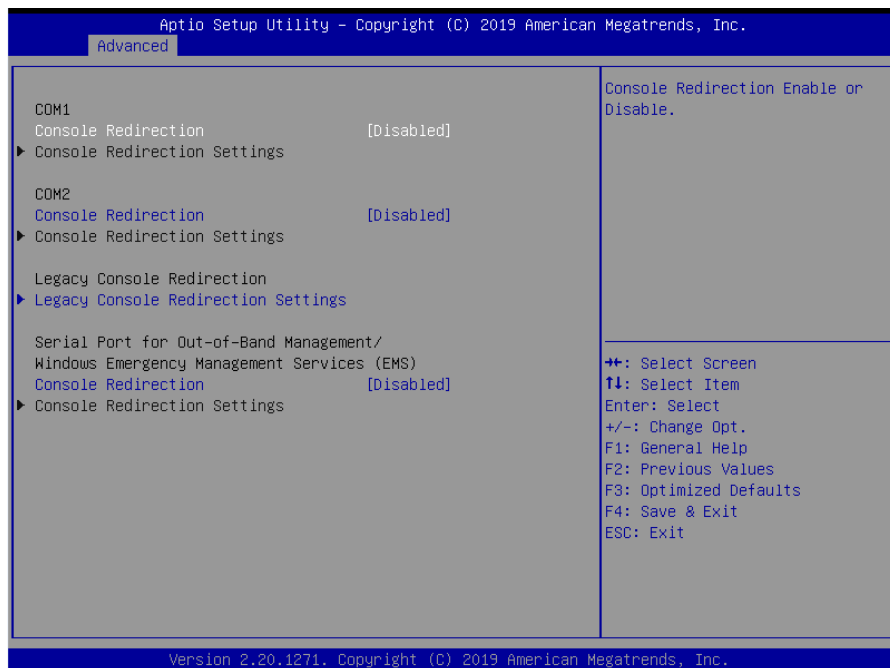 Aptio Setup Utility – Copyright (C) 2019 American Megatrends, Inc.
Advanced
COM1
Console Redirection [Disabled]
Console Redirection Settings
COM2
Console Redirection [Disabled]
Console Redirection Settings
Legacy Console Redirection
Legacy Console Redirection Settings
Serial Port for Out-of-Band Management/
Windows Emergency Management Services (EMS)
Console Redirection [Disabled]
Console Redirection Settings
Console Redirection Enable or
Disable.
→←: Select Screen
↑↓: Select Item
Enter: Select
+/-: Change Opt.
F1: General Help
F2: Previous Values
F3: Optimized Defaults
F4: Save & Exit
ESC: Exit
Version 2.20.1271. Copyright (C) 2019 American Megatrends, Inc.